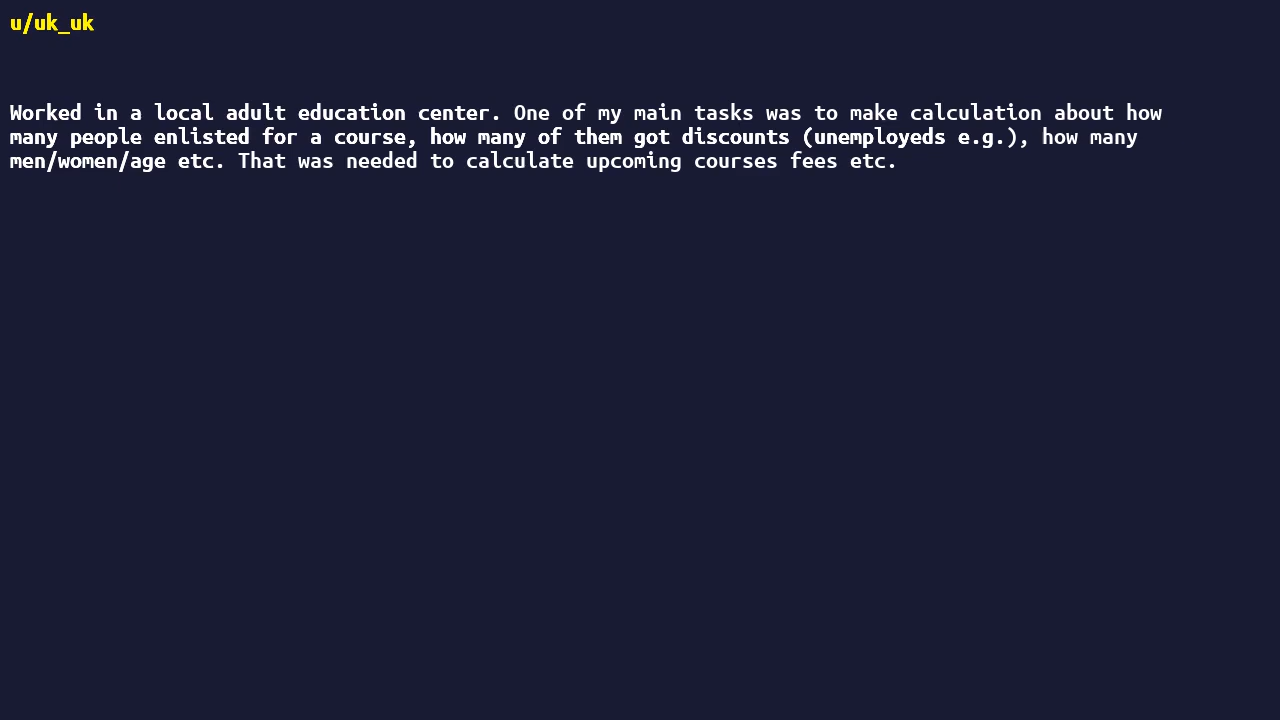 u/uk_uk
Worked in a local adult education center. One of my main tasks was to make calculation about how
many people enlisted for a course, how many of them got discounts (unemployeds e.g.), how many
men/women/age etc. That was needed to calculate upcoming courses fees etc.